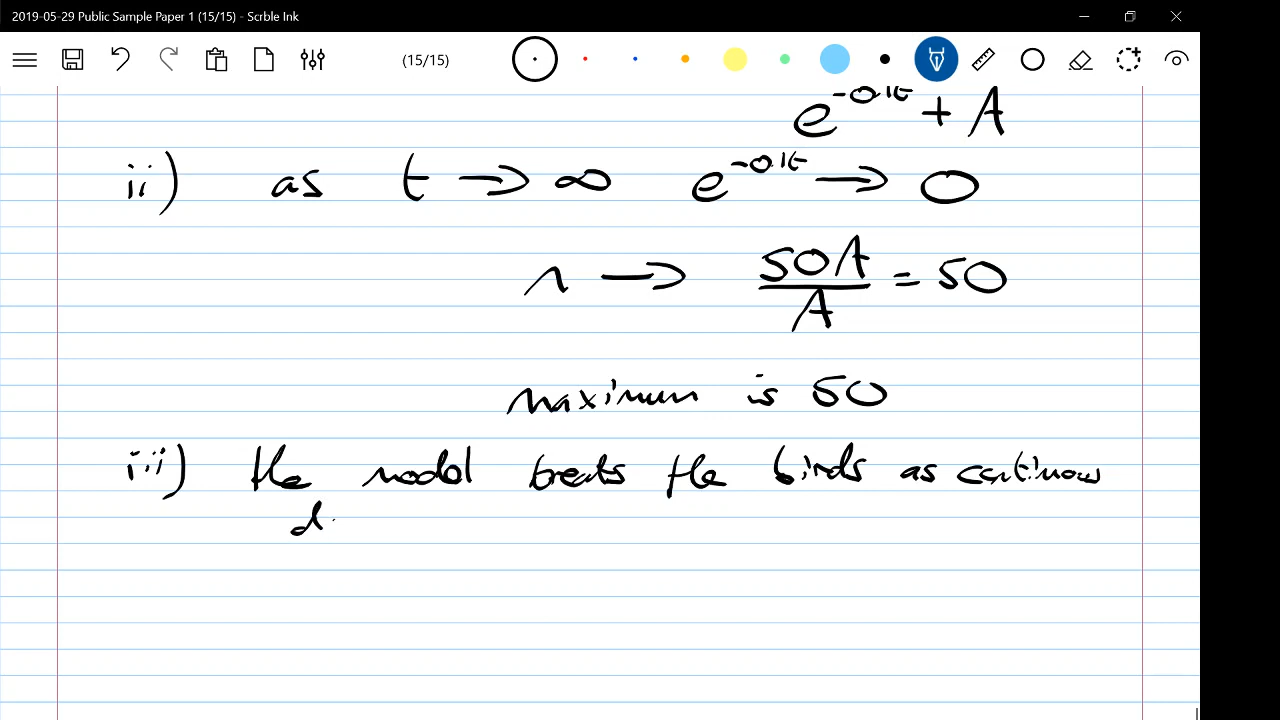 2019-05-29 Public Sample Paper 1 (15/15) - Scrble Ink
(15/15)
e^-0.1t + A
ii) as t → ∞ e^-0.1t → 0
n → 50A/A = 50
maximum is 50
iii) the model treats the birds as continuous
d